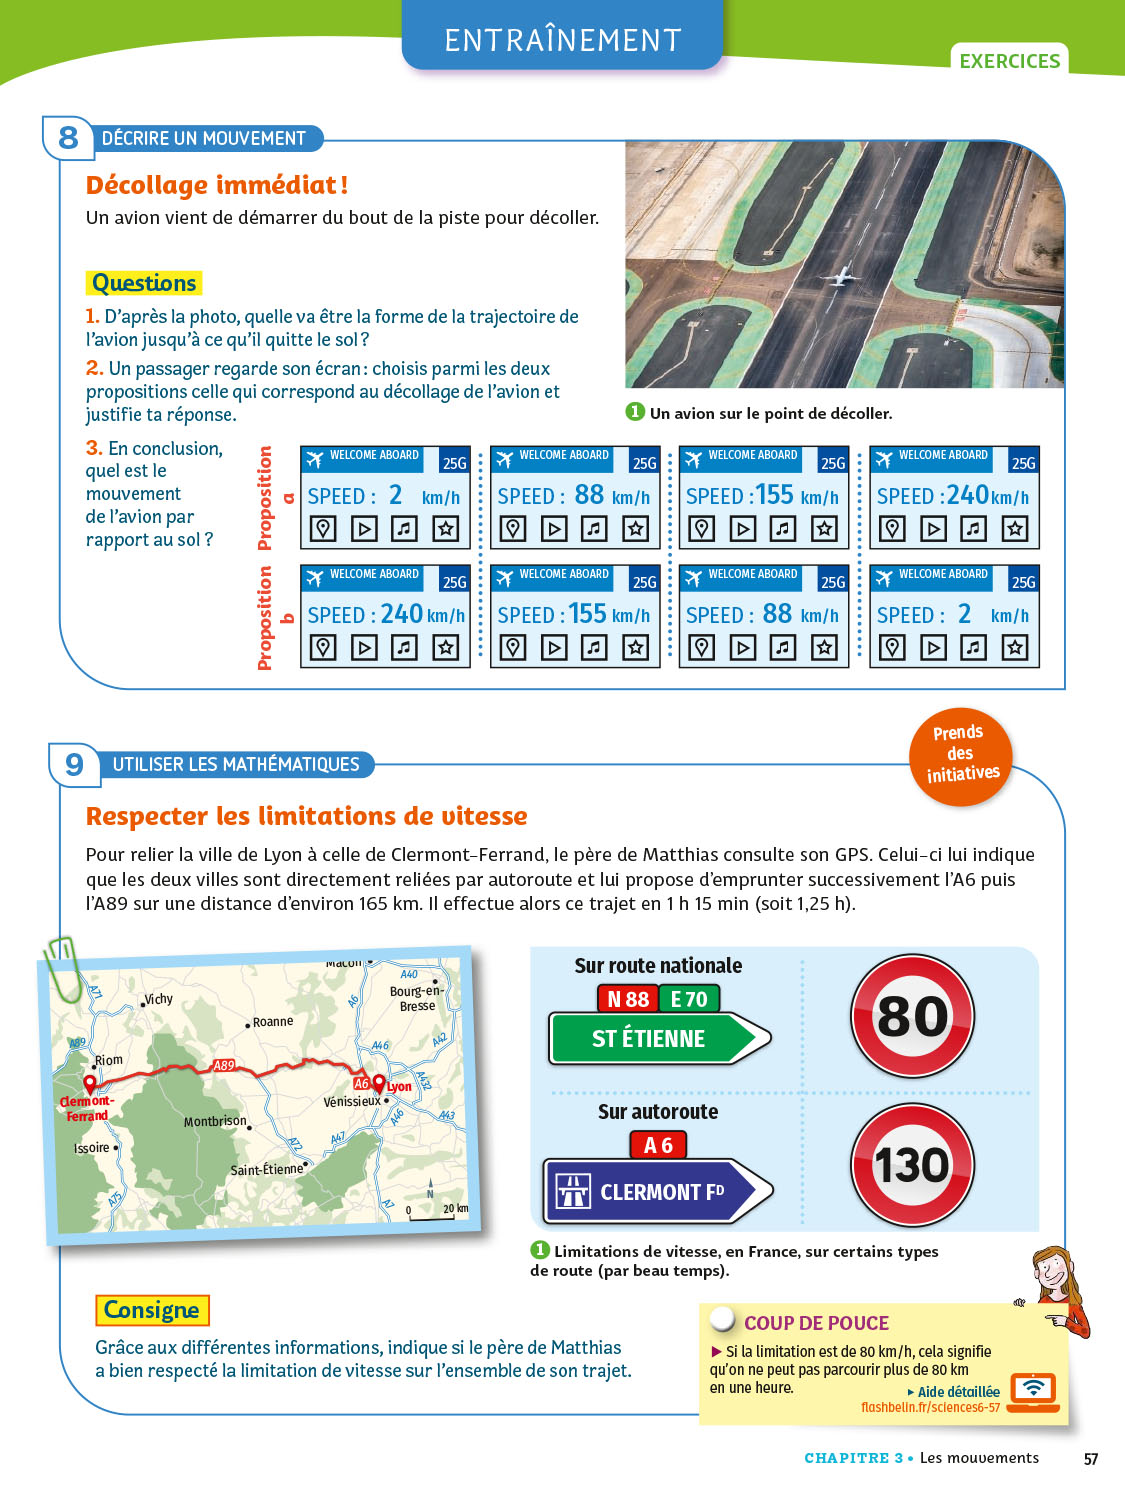 ENTRAÎNEMENT
EXERCICES
8
DÉCRIRE UN MOUVEMENT
Décollage immédiat !
Un avion vient de démarrer du bout de la piste pour décoller.
Questions
1. D'après la photo, quelle va être la forme de la trajectoire de
l'avion jusqu'à ce qu'il quitte le sol ?
2. Un passager regarde son écran : choisis parmi les deux
propositions celle qui correspond au décollage de l'avion et
justifie ta réponse.
3. En conclusion,
quel est le
mouvement
de l'avion par
rapport au sol ?
1 Un avion sur le point de décoller.
Proposition
a
WELCOME ABOARD 25G
SPEED : 2 km/h
WELCOME ABOARD 25G
SPEED : 88 km/h
WELCOME ABOARD 25G
SPEED : 155 km/h
WELCOME ABOARD 25G
SPEED : 240 km/h
Proposition
b
WELCOME ABOARD 25G
SPEED : 240 km/h
WELCOME ABOARD 25G
SPEED : 155 km/h
WELCOME ABOARD 25G
SPEED : 88 km/h
WELCOME ABOARD 25G
SPEED : 2 km/h
9
UTILISER LES MATHÉMATIQUES
Prends
des
initiatives
Respecter les limitations de vitesse
Pour relier la ville de Lyon à celle de Clermont-Ferrand, le père de Matthias consulte son GPS. Celui-ci lui indique
que les deux villes sont directement reliées par autoroute et lui propose d'emprunter successivement l'A6 puis
l'A89 sur une distance d'environ 165 km. Il effectue alors ce trajet en 1 h 15 min (soit 1,25 h).
Mâcon
A40
A71
Vichy
A6
Bourg-en-
Bresse
Roanne
A89
A46
A42
Riom
A89
A6
Lyon
A432
Clermont-
Ferrand
Vénissieux
A46
A43
Montbrison
A72
A47
Issoire
Saint-Étienne
A75
A7
N
0 20 km
Sur route nationale
N 88 E 70
ST ÉTIENNE
80
Sur autoroute
A 6
CLERMONT FD
130
1 Limitations de vitesse, en France, sur certains types
de route (par beau temps).
Consigne
Grâce aux différentes informations, indique si le père de Matthias
a bien respecté la limitation de vitesse sur l'ensemble de son trajet.
COUP DE POUCE
▶ Si la limitation est de 80 km/h, cela signifie
qu'on ne peut pas parcourir plus de 80 km
en une heure.
▸ Aide détaillée
flashbelin.fr/sciences6-57
CHAPITRE 3 • Les mouvements 57